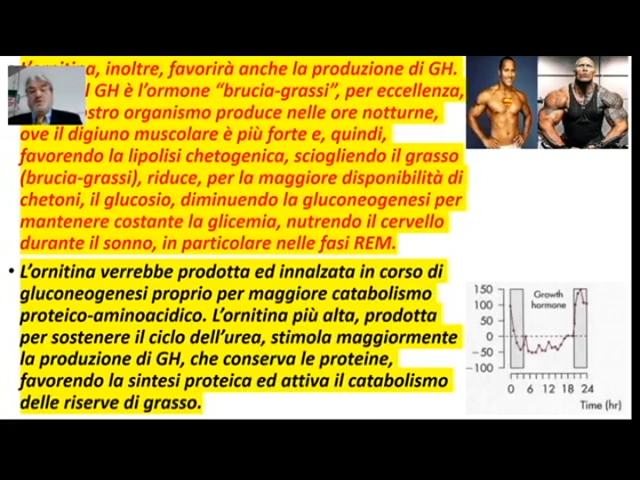 L'ornitina, inoltre, favorirà anche la produzione di GH.
l GH è l'ormone "brucia-grassi", per eccellenza,
ostro organismo produce nelle ore notturne,
ove il digiuno muscolare è più forte e, quindi,
favorendo la lipolisi chetogenica, sciogliendo il grasso
(brucia-grassi), riduce, per la maggiore disponibilità di
chetoni, il glucosio, diminuendo la gluconeogenesi per
mantenere costante la glicemia, nutrendo il cervello
durante il sonno, in particolare nelle fasi REM.
• L'ornitina verrebbe prodotta ed innalzata in corso di
gluconeogenesi proprio per maggiore catabolismo
proteico-aminoacidico. L'ornitina più alta, prodotta
per sostenere il ciclo dell'urea, stimola maggiormente
la produzione di GH, che conserva le proteine,
favorendo la sintesi proteica ed attiva il catabolismo
delle riserve di grasso.
Growth
hormone
150
100
50
0
−50
−100
0 6 12 18 24
Time (hr)